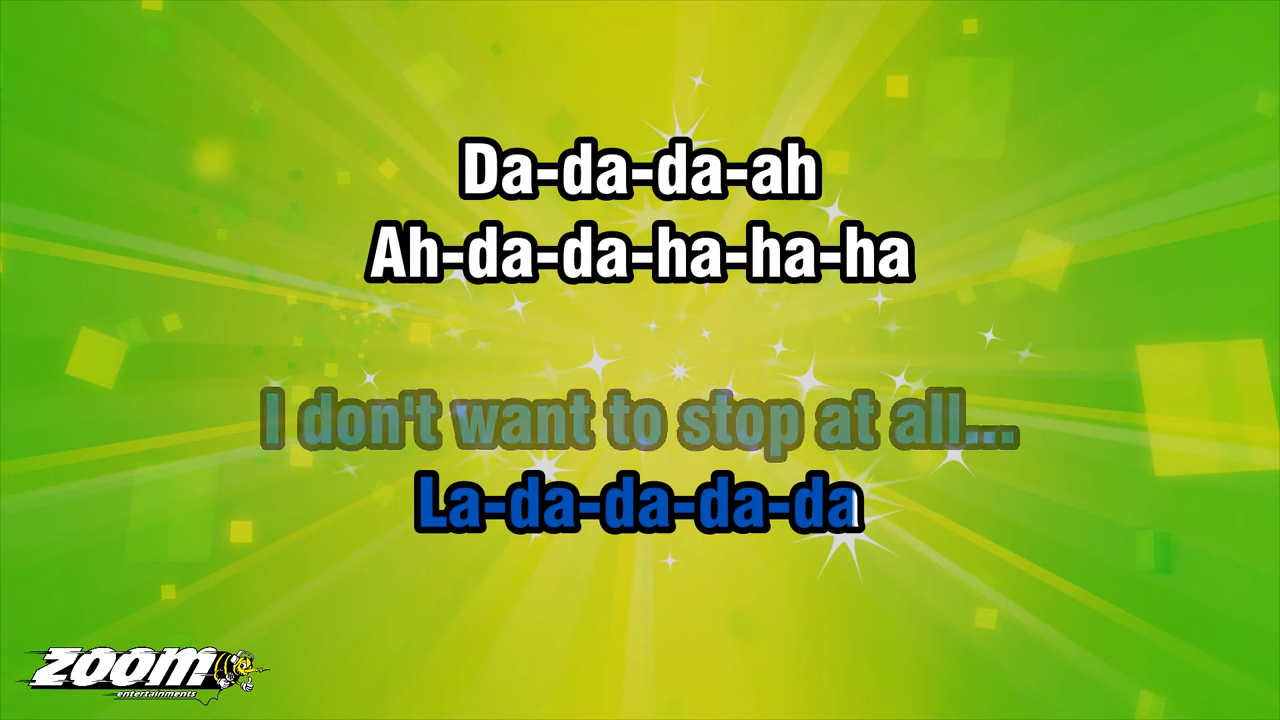 Da-da-da-ah
Ah-da-da-ha-ha-ha
I don't want to stop at all...
La-da-da-da-da
ZOOM
entertainments